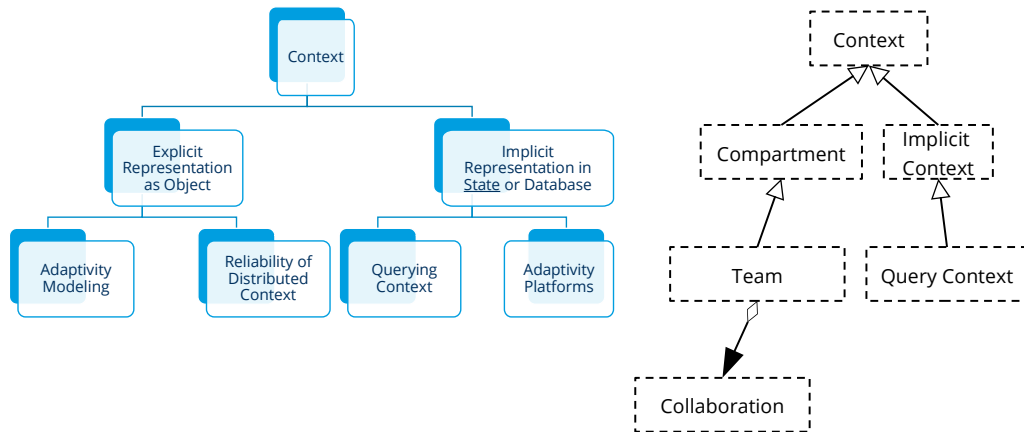 Context
Explicit
Representation
as Object
Implicit
Representation in
State or Database
Adaptivity
Modeling
Reliability of
Distributed
Context
Querying
Context
Adaptivity
Platforms
Context
Compartment
Implicit
Context
Team
Query Context
Collaboration